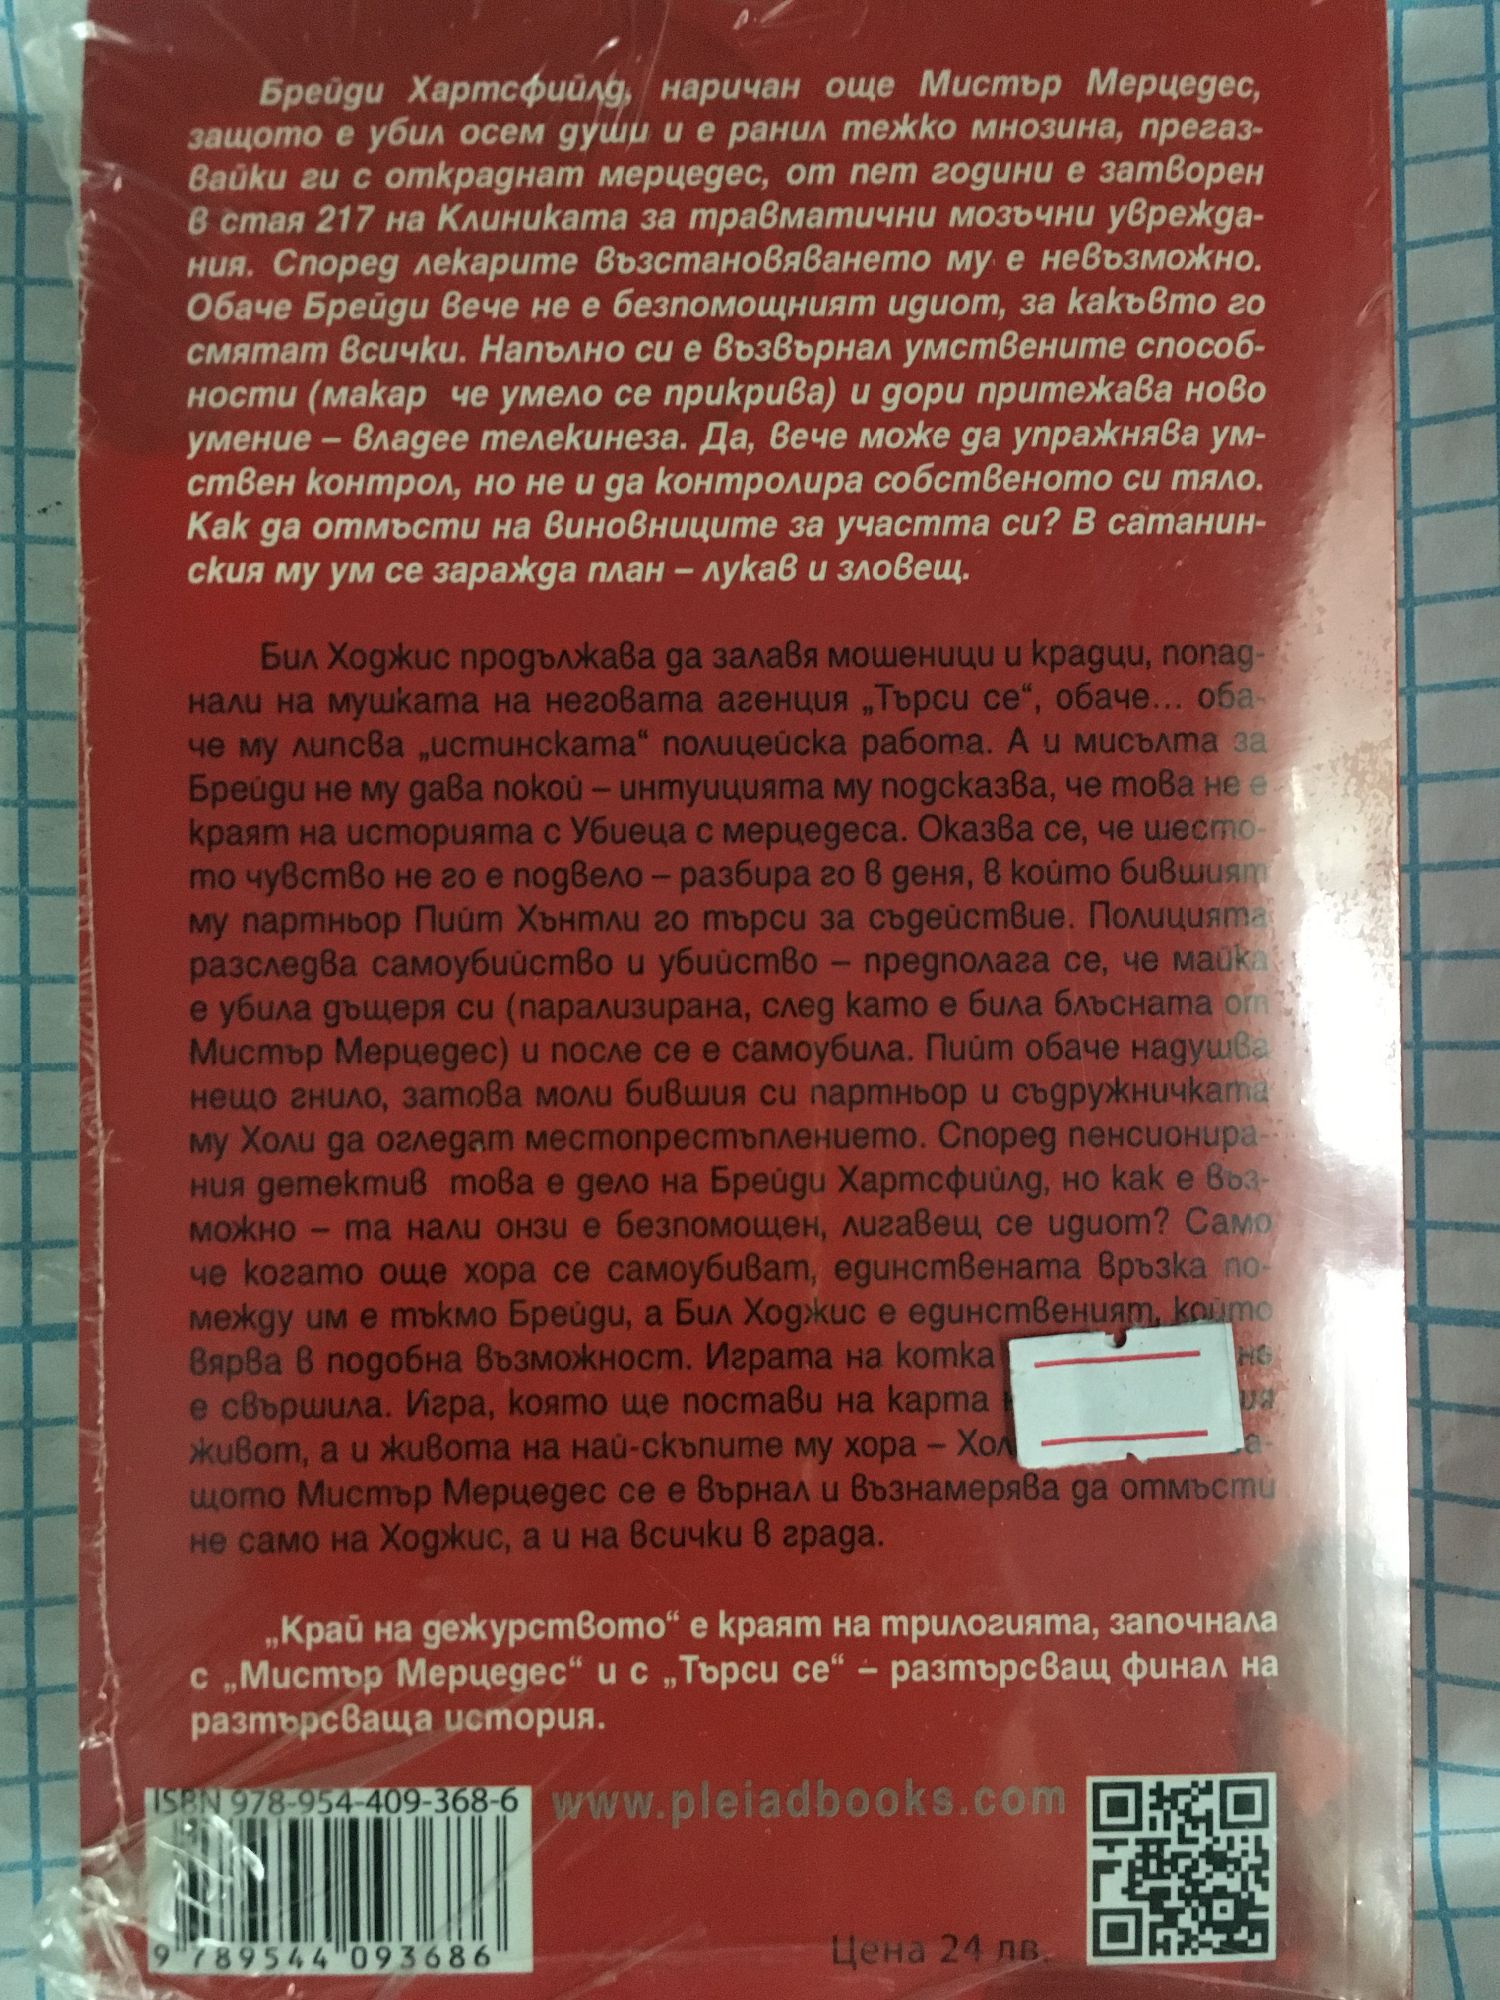 Брейди Хартсфийлд, наричан още Мистър Мерцедес,
защото е убил осем души и е ранил тежко мнозина, прегаз-
вайки ги с откраднат мерцедес, от пет години е затворен
в стая 217 на Клиниката за травматични мозъчни уврежда-
ния. Според лекарите възстановяването му е невъзможно.
Обаче Брейди вече не е безпомощният идиот, за какъвто го
смятат всички. Напълно си е възвърнал умствените способ-
ности (макар че умело се прикрива) и дори притежава ново
умение – владее телекинеза. Да, вече може да упражнява ум-
ствен контрол, но не и да контролира собственото си тяло.
Как да отмъсти на виновниците за участта си? В сатанин-
ския му ум се заражда план – лукав и зловещ.
Бил Ходжис продължава да залавя мошеници и крадци, попад-
нали на мушката на неговата агенция „Търси се“, обаче... оба-
че му липсва „истинската“ полицейска работа. А и мисълта за
Брейди не му дава покой – интуицията му подсказва, че това не е
краят на историята с Убиеца с мерцедеса. Оказва се, че шесто-
то чувство не го е подвело – разбира го в деня, в който бившият
му партньор Пийт Хънтли го търси за съдействие. Полицията
разследва самоубийство и убийство – предполага се, че майка
е убила дъщеря си (парализирана, след като е била блъсната от
Мистър Мерцедес) и после се е самоубила. Пийт обаче надушва
нещо гнило, затова моли бившия си партньор и съдружничката
му Холи да огледат местопрестъплението. Според пенсионира-
ния детектив това е дело на Брейди Хартсфийлд, но как е въз-
можно – та нали онзи е безпомощен, лигавещ се идиот? Само
че когато още хора се самоубиват, единствената връзка по-
между им е тъкмо Брейди, а Бил Ходжис е единственият, който
вярва в подобна възможност. Играта на котка не
е свършила. Игра, която ще постави на карта
живот, а и живота на най-скъпите му хора – Хол за-
щото Мистър Мерцедес се е върнал и възнамерява да отмъсти
не само на Ходжис, а и на всички в града.
„Край на дежурството“ е краят на трилогията, започнала
с „Мистър Мерцедес“ и с „Търси се“ – разтърсващ финал на
разтърсваща история.
ISBN 978-954-409-368-6
www.pleiadbooks.com
9 789544 093686
Цена 24 лв.